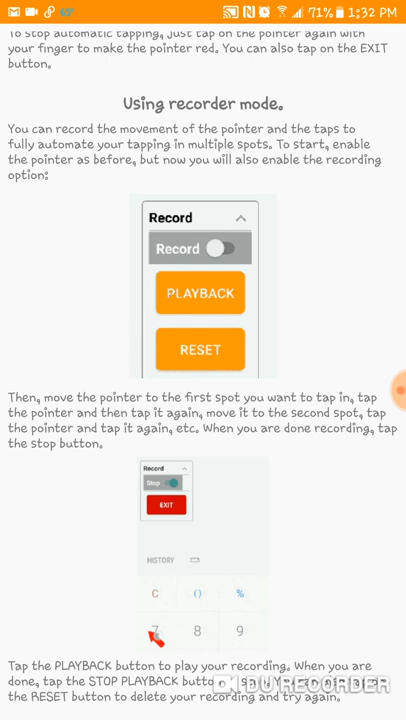 65° 71% 1:32 PM
To stop automatic tapping, just tap on the pointer again with
your finger to make the pointer red. You can also tap on the EXIT
button.
Using recorder mode.
You can record the movement of the pointer and the taps to
fully automate your tapping in multiple spots. To start, enable
the pointer as before, but now you will also enable the recording
option:
Record
Record
PLAYBACK
RESET
Then, move the pointer to the first spot you want to tap in, tap
the pointer and then tap it again, move it to the second spot, tap
the pointer and tap it again, etc. When you are done recording, tap
the stop button.
Record
Stop
EXIT
HISTORY
C () %
7 8 9
Tap the PLAYBACK button to play your recording. When you are
done, tap the STOP PLAYBACK button
the RESET button to delete your recording and try again.
DU RECORDER